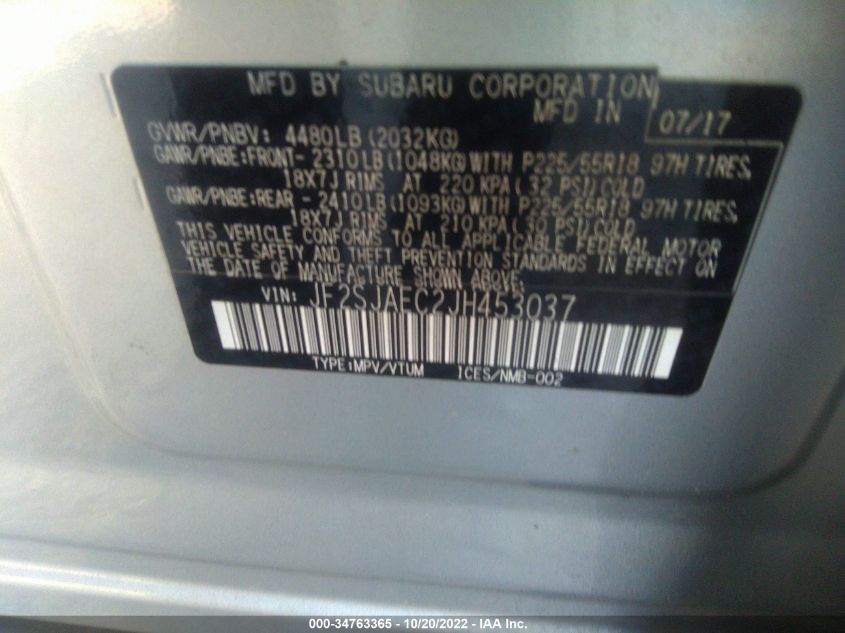 MFD BY SUBARU CORPORATION
MFD IN 07/17
GVWR/PNBV: 4480LB (2032KG)
GAWR/PNBE:FRONT- 2310LB(1048KG)WITH P225/55R18 97H TIRES,
18X7J RIMS AT 220 KPA( 32 PSI)COLD
GAWR/PNBE:REAR - 2410LB(1093KG)WITH P225/55R18 97H TIRES,
18X7J RIMS AT 210 KPA( 30 PSI)COLD
THIS VEHICLE CONFORMS TO ALL APPLICABLE FEDERAL MOTOR
VEHICLE SAFETY AND THEFT PREVENTION STANDARDS IN EFFECT ON
THE DATE OF MANUFACTURE SHOWN ABOVE.
VIN: JF2SJAEC2JH453037
TYPE:MPV/VTUM ICES/NMB-002
000-34763365 - 10/20/2022 - IAA Inc.